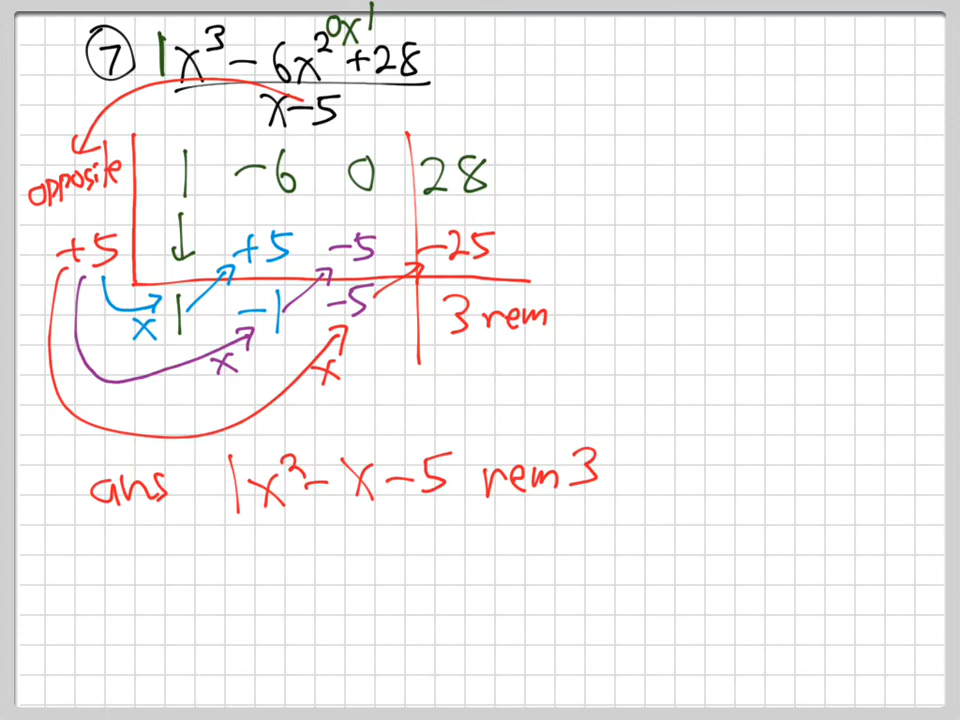 0x¹
⑦ 1x³ - 6x² + 28
x - 5
opposite 1 -6 0 28
+5 +5 -5 -25
x 1 -1 -5 3 rem
x x
ans 1x² - x - 5 rem 3